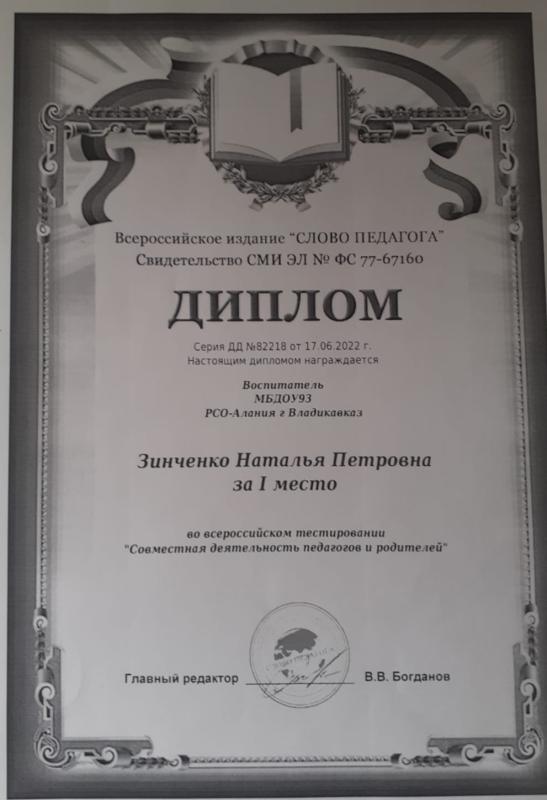 Всероссийское издание "СЛОВО ПЕДАГОГА"
Свидетельство СМИ ЭЛ № ФС 77-67160
ДИПЛОМ
Серия ДД №82218 от 17.06.2022 г.
Настоящим дипломом награждается
Воспитатель
МБДОУ93
РСО-Алания г Владикавказ
Зинченко Наталья Петровна
за I место
во всероссийском тестировании
"Совместная деятельность педагогов и родителей"
Главный редактор В.В. Богданов